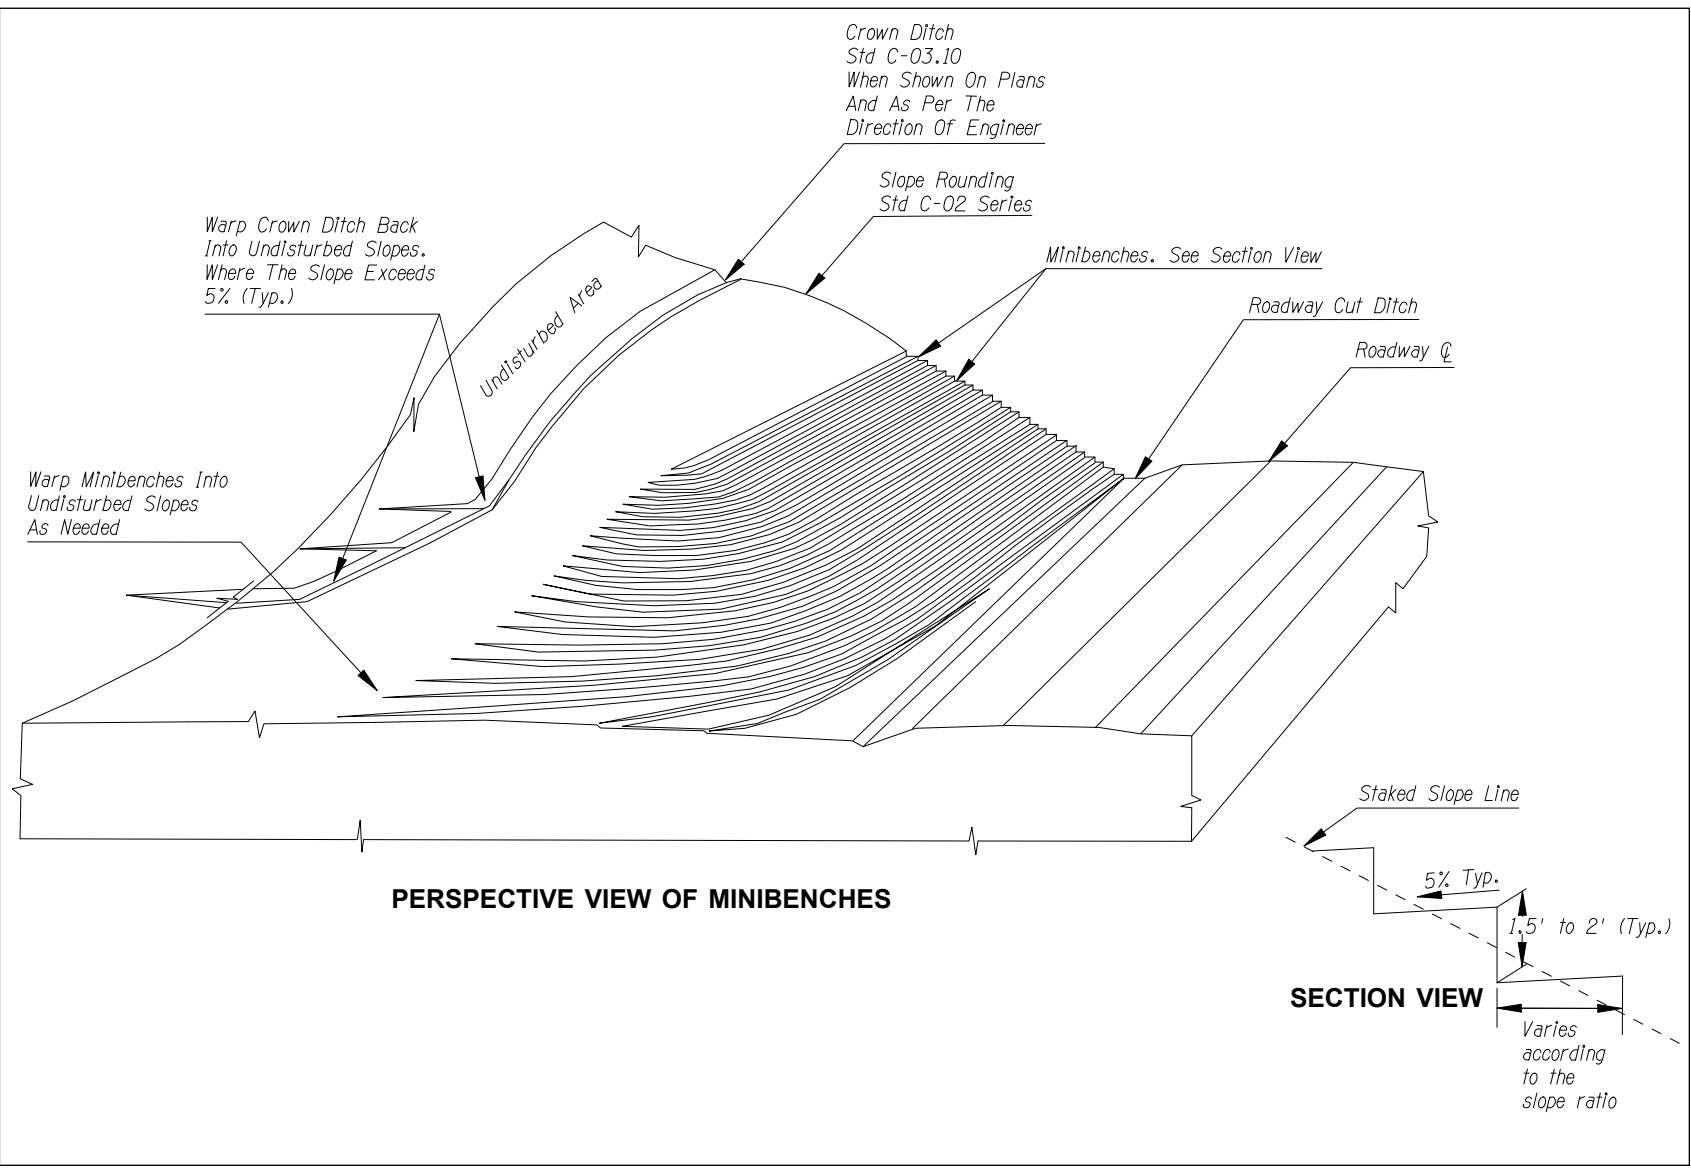 Crown Ditch
Std C-03.10
When Shown On Plans
And As Per The
Direction Of Engineer
Slope Rounding
Std C-02 Series
Warp Crown Ditch Back
Into Undisturbed Slopes.
Where The Slope Exceeds
5% (Typ.)
Undisturbed Area
Minibenches. See Section View
Roadway Cut Ditch
Roadway ℄
Warp Minibenches Into
Undisturbed Slopes
As Needed
Staked Slope Line
5% Typ.
1.5' to 2' (Typ.)
PERSPECTIVE VIEW OF MINIBENCHES
SECTION VIEW
Varies
according
to the
slope ratio